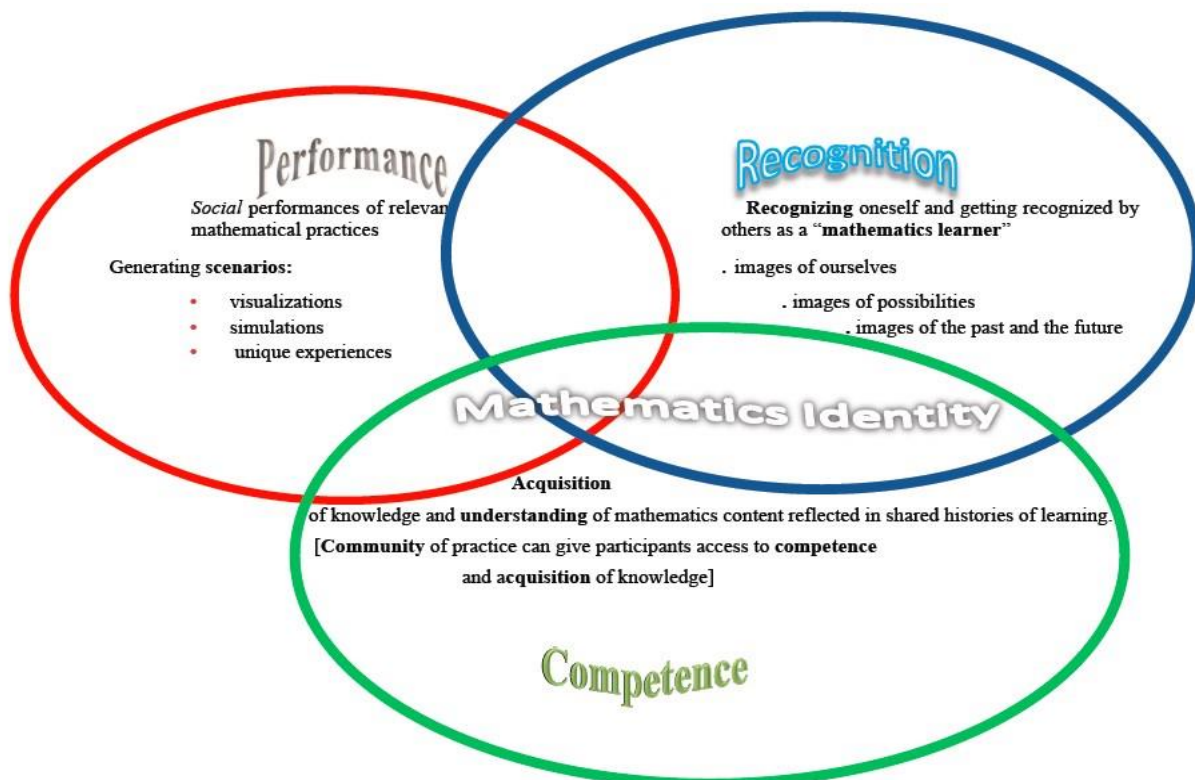 Performance
Social performances of relevan
mathematical practices
Generating scenarios:
• visualizations
• simulations
• unique experiences
Recognition
Recognizing oneself and getting recognized by
others as a “mathematics learner”
. images of ourselves
. images of possibilities
. images of the past and the future
Mathematics Identity
Acquisition
of knowledge and understanding of mathematics content reflected in shared histories of learning.
[Community of practice can give participants access to competence
and acquisition of knowledge]
Competence